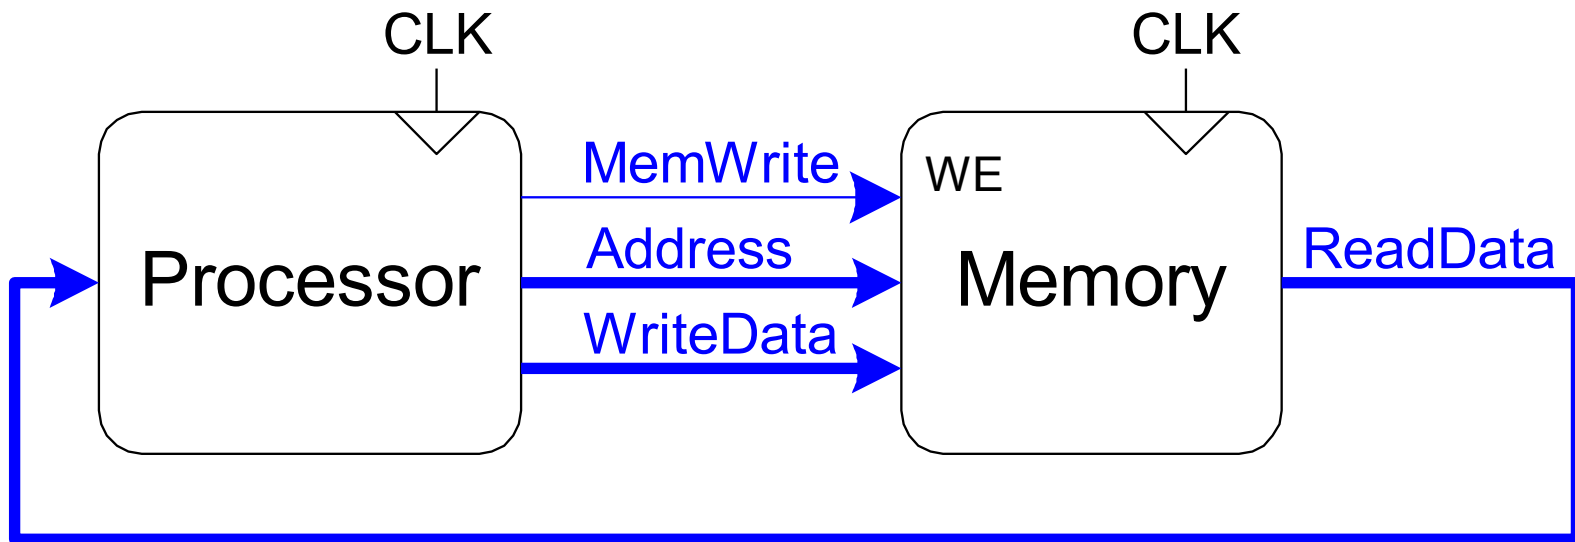 CLK
CLK
MemWrite
WE
Address
Processor
Memory
ReadData
WriteData